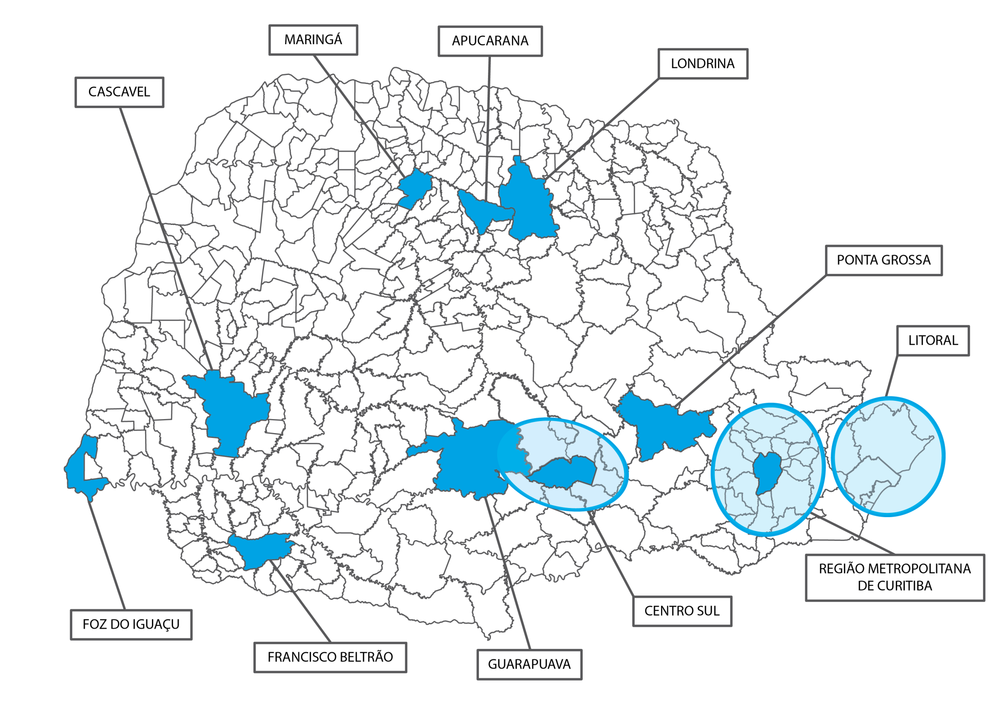 MARINGÁ
APUCARANA
LONDRINA
CASCAVEL
PONTA GROSSA
LITORAL
REGIÃO METROPOLITANA
DE CURITIBA
CENTRO SUL
FOZ DO IGUAÇU
FRANCISCO BELTRÃO
GUARAPUAVA